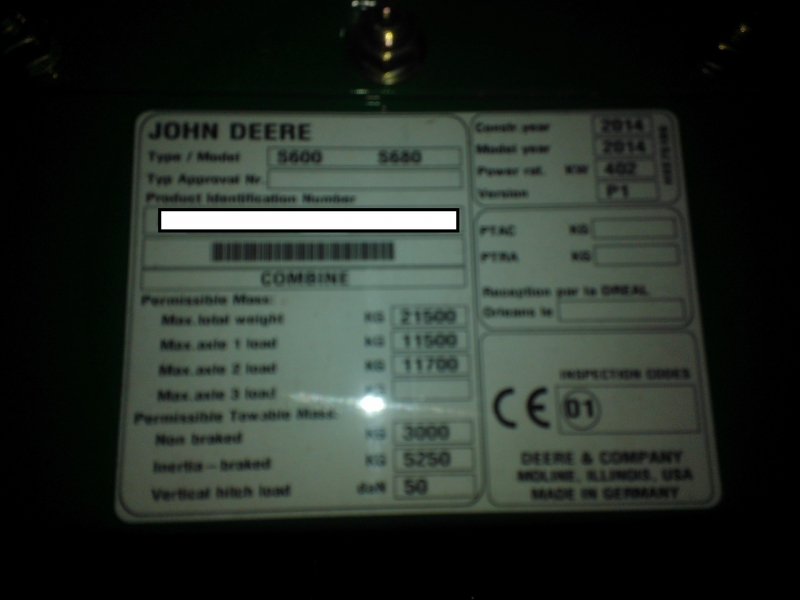 JOHN DEERE
Type / Model S600 S680
Typ Approval Nr.
Product Identification Number
COMBINE
Permissible Mass:
Max. total weight KG 21500
Max. axle 1 load KG 11500
Max. axle 2 load KG 11700
Max. axle 3 load KG
Permissible Towable Mass:
Non braked KG 3000
Inertia-braked KG 5250
Vertical hitch load daN 50
Constr. year 2014
Model year 2014
Power rat. KW 402
Version P1
PTAC KG
PTRA KG
Reception par la DREAL
Orleans le
INSPECTION CODES
CE 01
DEERE & COMPANY
MOLINE, ILLINOIS, USA
MADE IN GERMANY